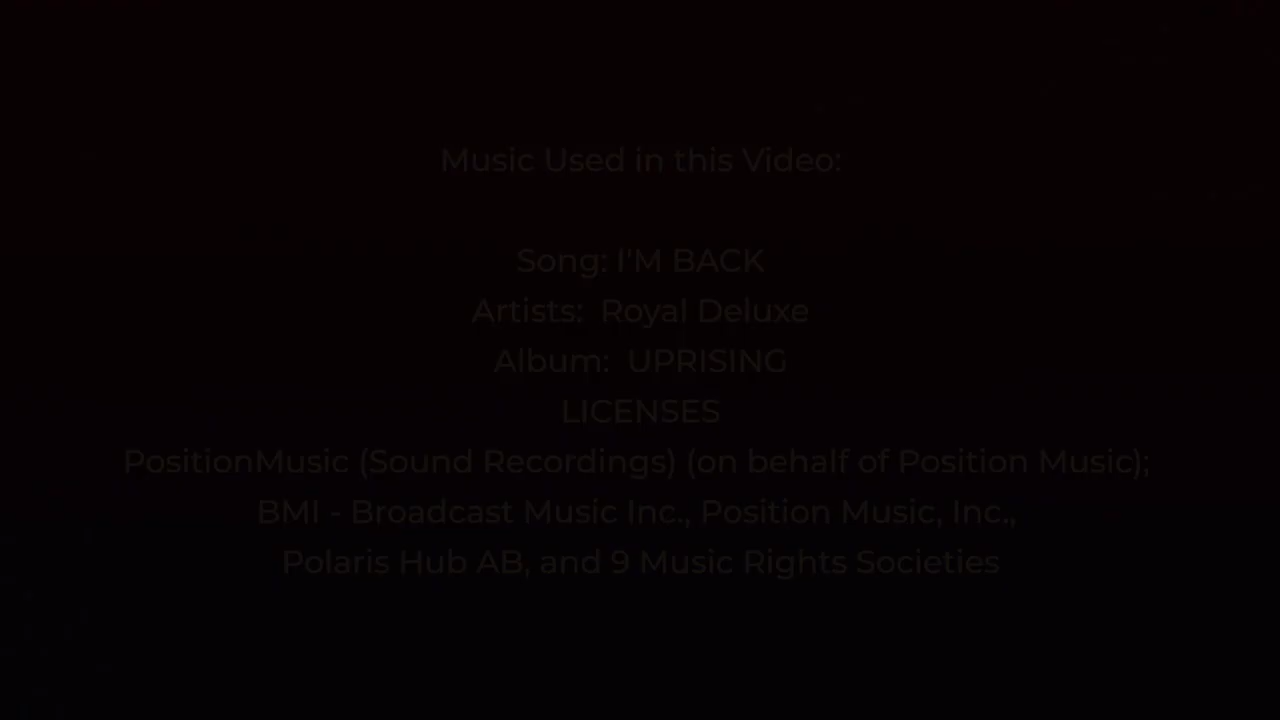 Music Used in this Video:
Song: I'M BACK
Artists:  Royal Deluxe
Album:  UPRISING
LICENSES
PositionMusic (Sound Recordings) (on behalf of Position Music);
BMI - Broadcast Music Inc., Position Music, Inc.,
Polaris Hub AB, and 9 Music Rights Societies